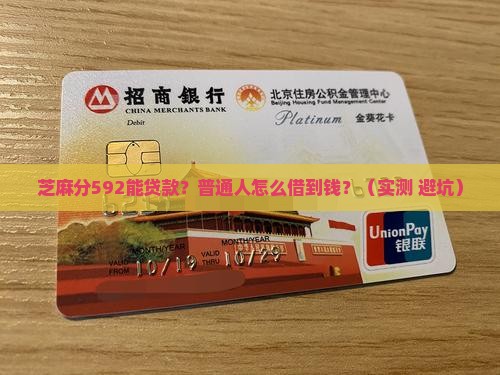 招商银行
CHINA MERCHANTS BANK
Debit
北京住房公积金管理中心
Beijing Housing Fund Management Center
Platinum 金葵花卡
芝麻分592能贷款？普通人怎么借到钱？（实测 避坑）
MONTH/YEAR MONTH/YEAR
VALID FROM 10/19 VALID THRU 10/29
UnionPay
银联